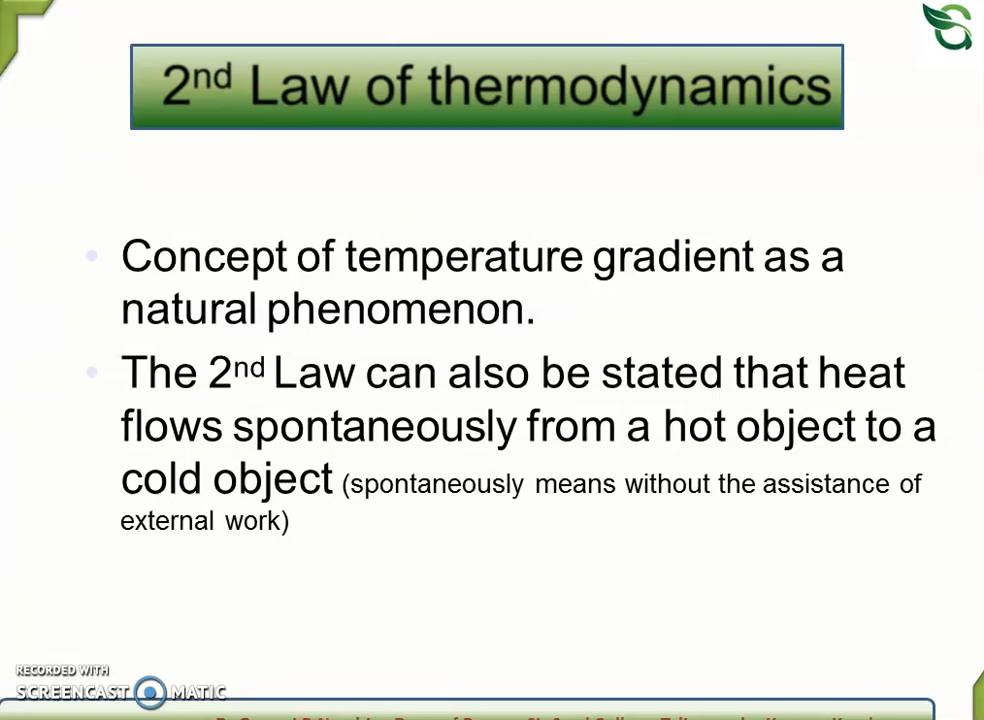 2nd Law of thermodynamics
Concept of temperature gradient as a
natural phenomenon.
The 2nd Law can also be stated that heat
flows spontaneously from a hot object to a
cold object (spontaneously means without the assistance of
external work)
RECORDED WITH
SCREENCAST MATIC